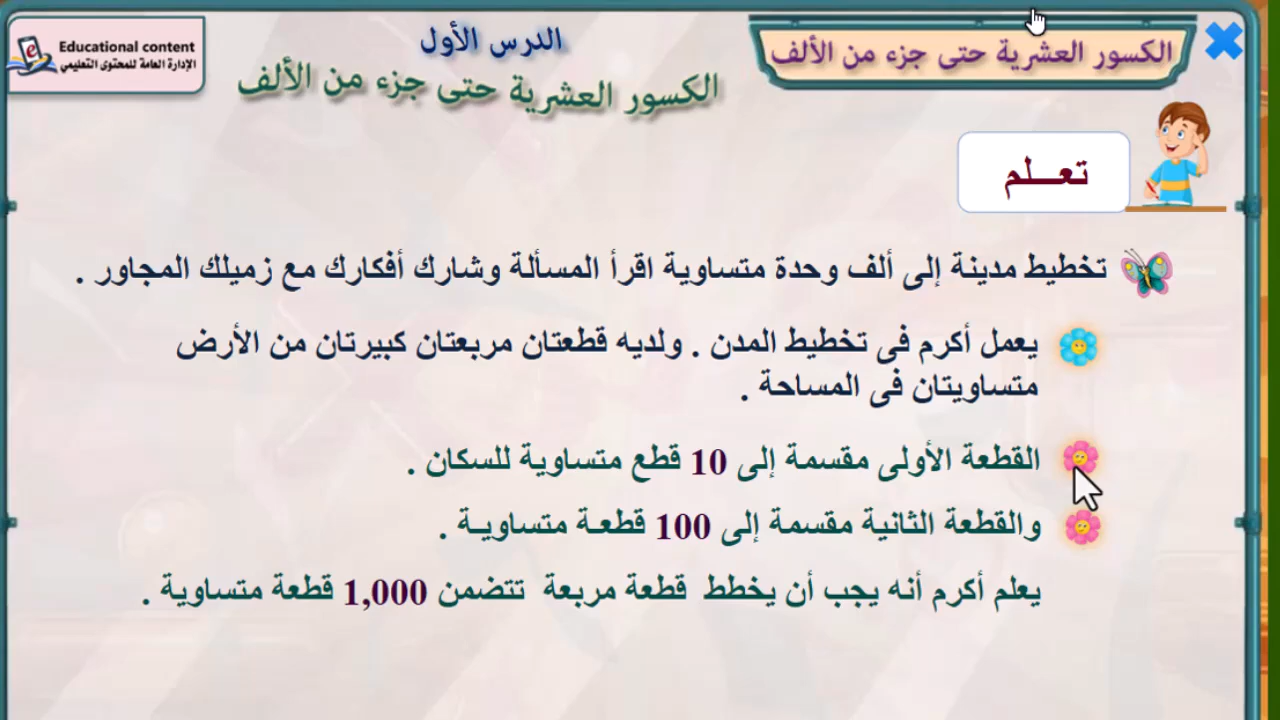 الكسور العشرية حتى جزء من الألف
الدرس الأول
الكسور العشرية حتى جزء من الألف
Educational content
الإدارة العامة للمحتوى التعليمي
تعـــلم
تخطيط مدينة إلى ألف وحدة متساوية اقرأ المسألة وشارك أفكارك مع زميلك المجاور .
يعمل أكرم فى تخطيط المدن . ولديه قطعتان مربعتان كبيرتان من الأرض
متساويتان فى المساحة .
القطعة الأولى مقسمة إلى 10 قطع متساوية للسكان .
والقطعة الثانية مقسمة إلى 100 قطعـة متساويـة .
يعلم أكرم أنه يجب أن يخطط قطعة مربعة تتضمن 1,000 قطعة متساوية .